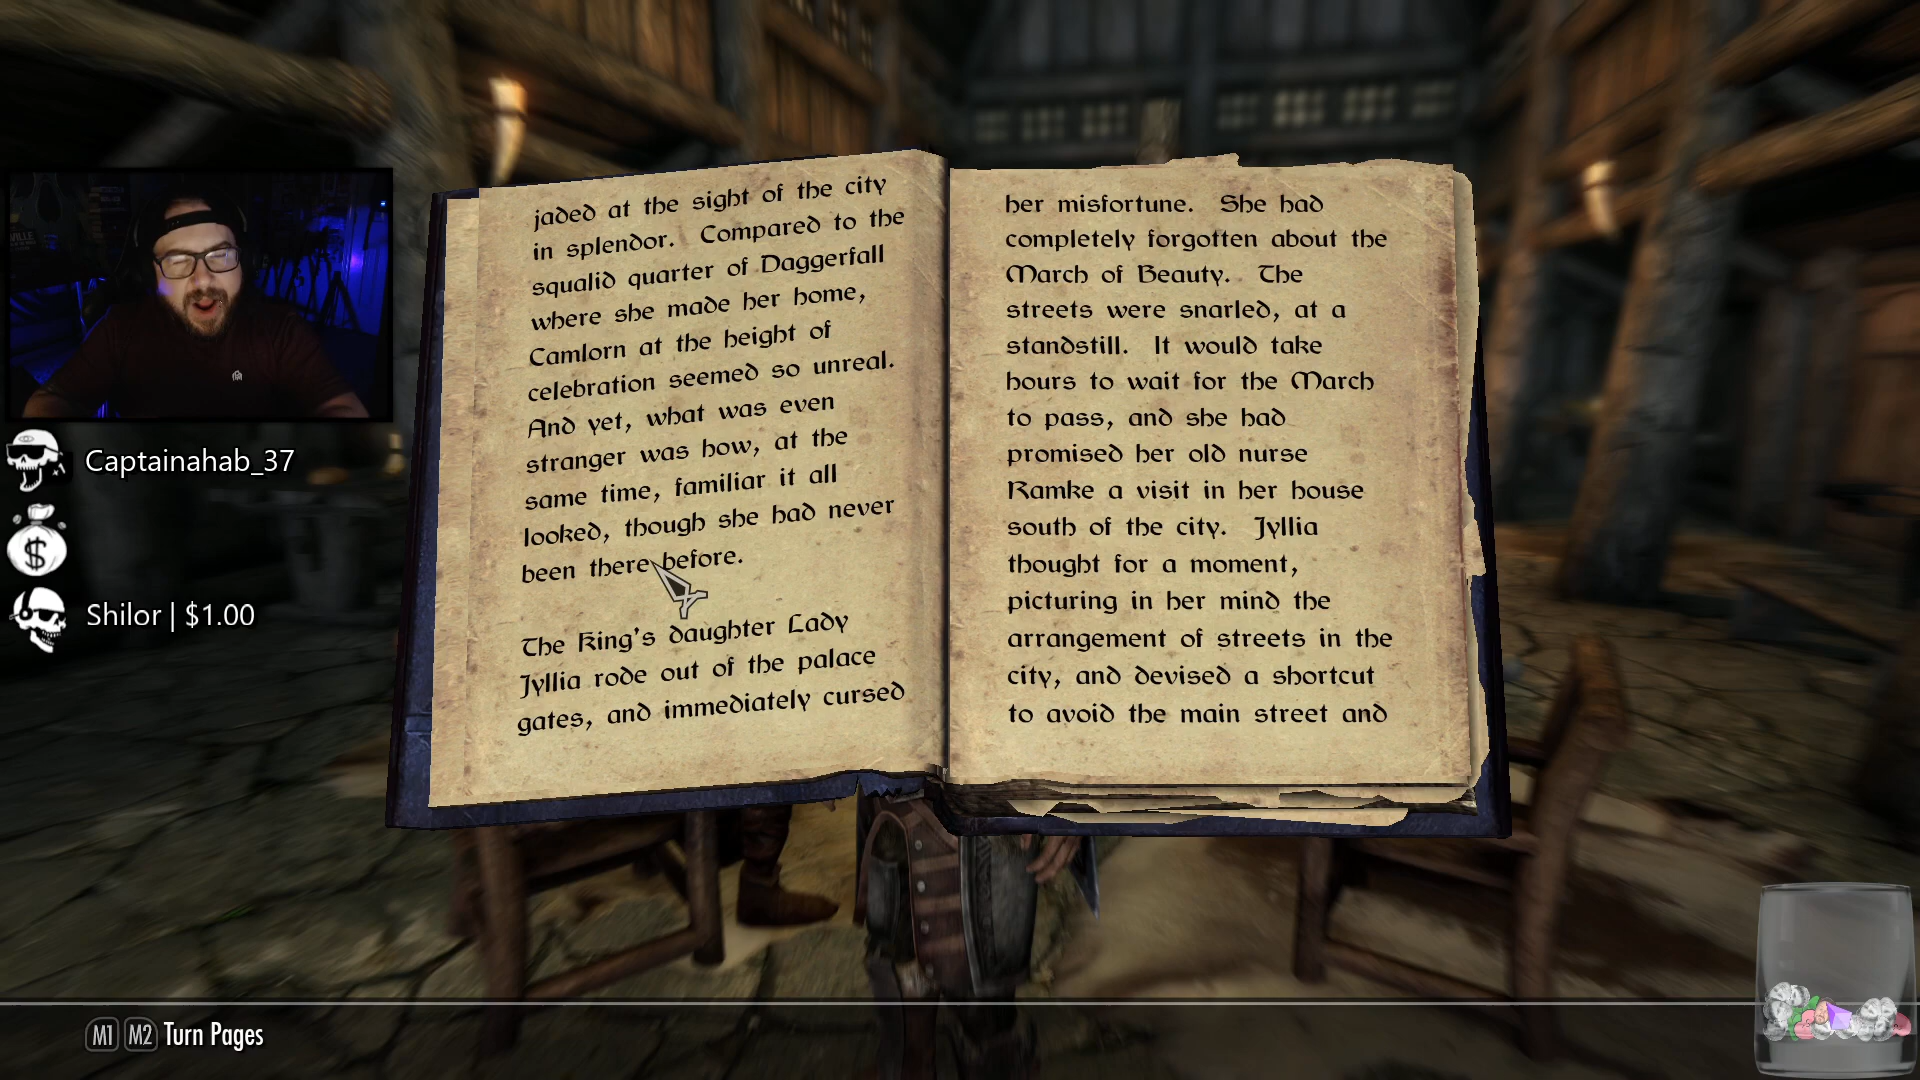 jaded at the sight of the city
in splendor. Compared to the
squalid quarter of Daggerfall
where she made her home,
Camlorn at the height of
celebration seemed so unreal.
And yet, what was even
stranger was how, at the
same time, familiar it all
looked, though she had never
been there before.
The King's daughter Lady
Jyllia rode out of the palace
gates, and immediately cursed
her misfortune. She had
completely forgotten about the
March of Beauty. The
streets were snarled, at a
standstill. It would take
hours to wait for the March
to pass, and she had
promised her old nurse
Ramke a visit in her house
south of the city. Jyllia
thought for a moment,
picturing in her mind the
arrangement of streets in the
city, and devised a shortcut
to avoid the main street and
Captainahab_37
$
Shilor | $1.00
M1 M2 Turn Pages